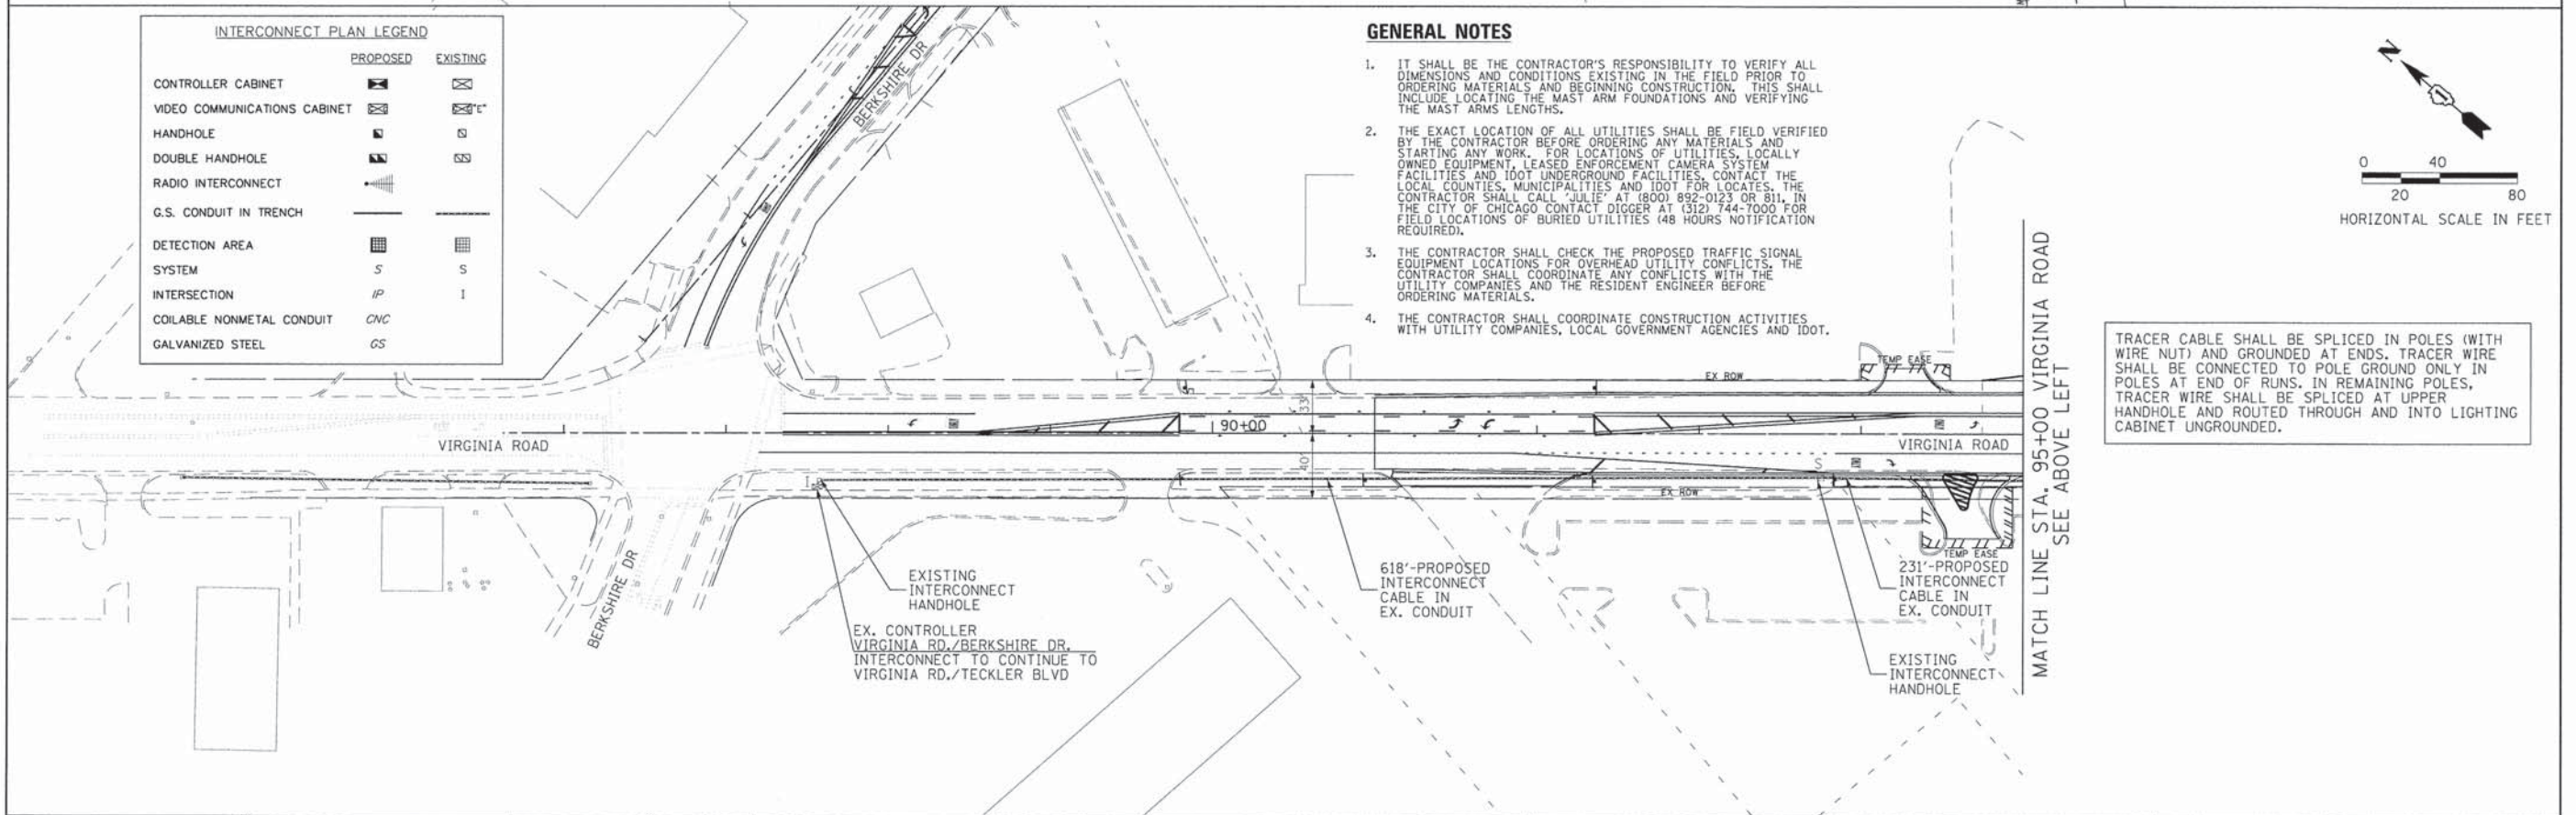 INTERCONNECT PLAN LEGEND
PROPOSED EXISTING
CONTROLLER CABINET
VIDEO COMMUNICATIONS CABINET "E"
HANDHOLE
DOUBLE HANDHOLE
RADIO INTERCONNECT
G.S. CONDUIT IN TRENCH
DETECTION AREA
SYSTEM S S
INTERSECTION IP I
COILABLE NONMETAL CONDUIT CNC
GALVANIZED STEEL GS
BERKSHIRE DR
GENERAL NOTES
1. IT SHALL BE THE CONTRACTOR'S RESPONSIBILITY TO VERIFY ALL
DIMENSIONS AND CONDITIONS EXISTING IN THE FIELD PRIOR TO
ORDERING MATERIALS AND BEGINNING CONSTRUCTION. THIS SHALL
INCLUDE LOCATING THE MAST ARM FOUNDATIONS AND VERIFYING
THE MAST ARMS LENGTHS.
2. THE EXACT LOCATION OF ALL UTILITIES SHALL BE FIELD VERIFIED
BY THE CONTRACTOR BEFORE ORDERING ANY MATERIALS AND
STARTING ANY WORK. FOR LOCATIONS OF UTILITIES, LOCALLY
OWNED EQUIPMENT, LEASED ENFORCEMENT CAMERA SYSTEM
FACILITIES AND IDOT UNDERGROUND FACILITIES, CONTACT THE
LOCAL COUNTIES, MUNICIPALITIES AND IDOT FOR LOCATES. THE
CONTRACTOR SHALL CALL 'JULIE' AT (800) 892-0123 OR 811. IN
THE CITY OF CHICAGO CONTACT DIGGER AT (312) 744-7000 FOR
FIELD LOCATIONS OF BURIED UTILITIES (48 HOURS NOTIFICATION
REQUIRED).
3. THE CONTRACTOR SHALL CHECK THE PROPOSED TRAFFIC SIGNAL
EQUIPMENT LOCATIONS FOR OVERHEAD UTILITY CONFLICTS. THE
CONTRACTOR SHALL COORDINATE ANY CONFLICTS WITH THE
UTILITY COMPANIES AND THE RESIDENT ENGINEER BEFORE
ORDERING MATERIALS.
4. THE CONTRACTOR SHALL COORDINATE CONSTRUCTION ACTIVITIES
WITH UTILITY COMPANIES, LOCAL GOVERNMENT AGENCIES AND IDOT.
N
0 40
20 80
HORIZONTAL SCALE IN FEET
TRACER CABLE SHALL BE SPLICED IN POLES (WITH
WIRE NUT) AND GROUNDED AT ENDS. TRACER WIRE
SHALL BE CONNECTED TO POLE GROUND ONLY IN
POLES AT END OF RUNS. IN REMAINING POLES,
TRACER WIRE SHALL BE SPLICED AT UPPER
HANDHOLE AND ROUTED THROUGH AND INTO LIGHTING
CABINET UNGROUNDED.
MATCH LINE STA. 95+00 VIRGINIA ROAD
SEE ABOVE LEFT
TEMP EASE
EX ROW
33'
90+00
VIRGINIA ROAD
VIRGINIA ROAD
40'
S
I
EX ROW
TEMP EASE
BERKSHIRE DR
EXISTING
INTERCONNECT
HANDHOLE
EX. CONTROLLER
VIRGINIA RD./BERKSHIRE DR.
INTERCONNECT TO CONTINUE TO
VIRGINIA RD./TECKLER BLVD
618'-PROPOSED
INTERCONNECT
CABLE IN
EX. CONDUIT
231'-PROPOSED
INTERCONNECT
CABLE IN
EX. CONDUIT
EXISTING
INTERCONNECT
HANDHOLE